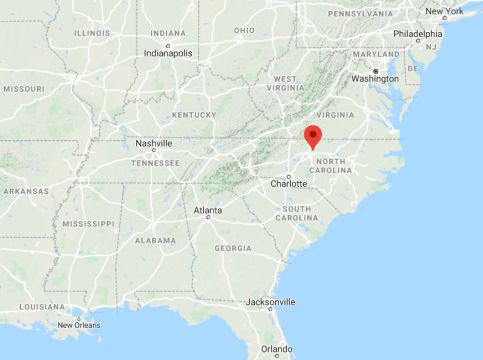 PENNSYLVANIA
New York
ILLINOIS
INDIANA
OHIO
Philadelphia
Indianapolis
MARYLAND
NJ
MISSOURI
WEST
VIRGINIA
DE
Washington
KENTUCKY
VIRGINIA
Nashville
TENNESSEE
NORTH
CAROLINA
ARKANSAS
Charlotte
Atlanta
SOUTH
CAROLINA
MISSISSIPPI
ALABAMA
GEORGIA
LOUISIANA
Jacksonville
New Orleans
Orlando